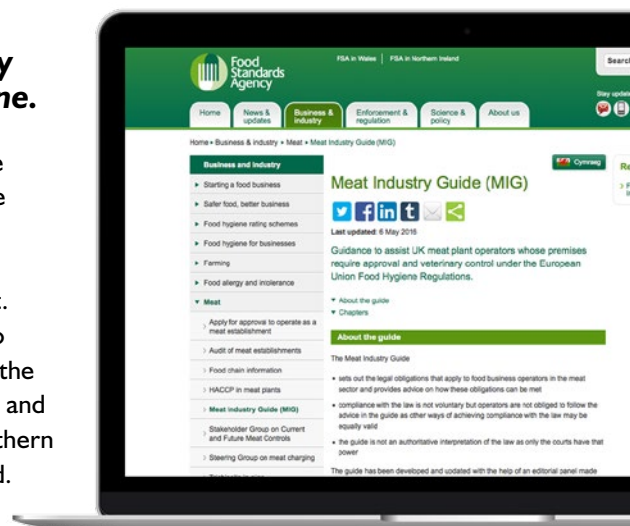 y
ne.
e
e
t.
o
the
and
thern
d.
Food
Standards
Agency
FSA in Wales
FSA in Northern Ireland
Search
Stay update
Home
News &
updates
Business &
industry
Enforcement &
regulation
Science &
policy
About us
Home • Business & industry • Meat • Meat Industry Guide (MIG)
Cymraeg
Business and industry
Starting a food business
Safer food, better business
Food hygiene rating schemes
Food hygiene for businesses
Farming
Food allergy and intolerance
Meat
Apply for approval to operate as a
meat establishment
Audit of meat establishments
Food chain information
HACCP in meat plants
Meat industry Guide (MIG)
Stakeholder Group on Current
and Future Meat Controls
Steering Group on meat charging
Meat Industry Guide (MIG)
Last updated: 6 May 2016
Guidance to assist UK meat plant operators whose premises
require approval and veterinary control under the European
Union Food Hygiene Regulations.
About the guide
Chapters
About the guide
The Meat Industry Guide
• sets out the legal obligations that apply to food business operators in the meat
sector and provides advice on how these obligations can be met
• compliance with the law is not voluntary but operators are not obliged to follow the
advice in the guide as other ways of achieving compliance with the law may be
equally valid
• the guide is not an authoritative interpretation of the law as only the courts have that
power
The guide has been developed and updated with the help of an editorial panel made
Re